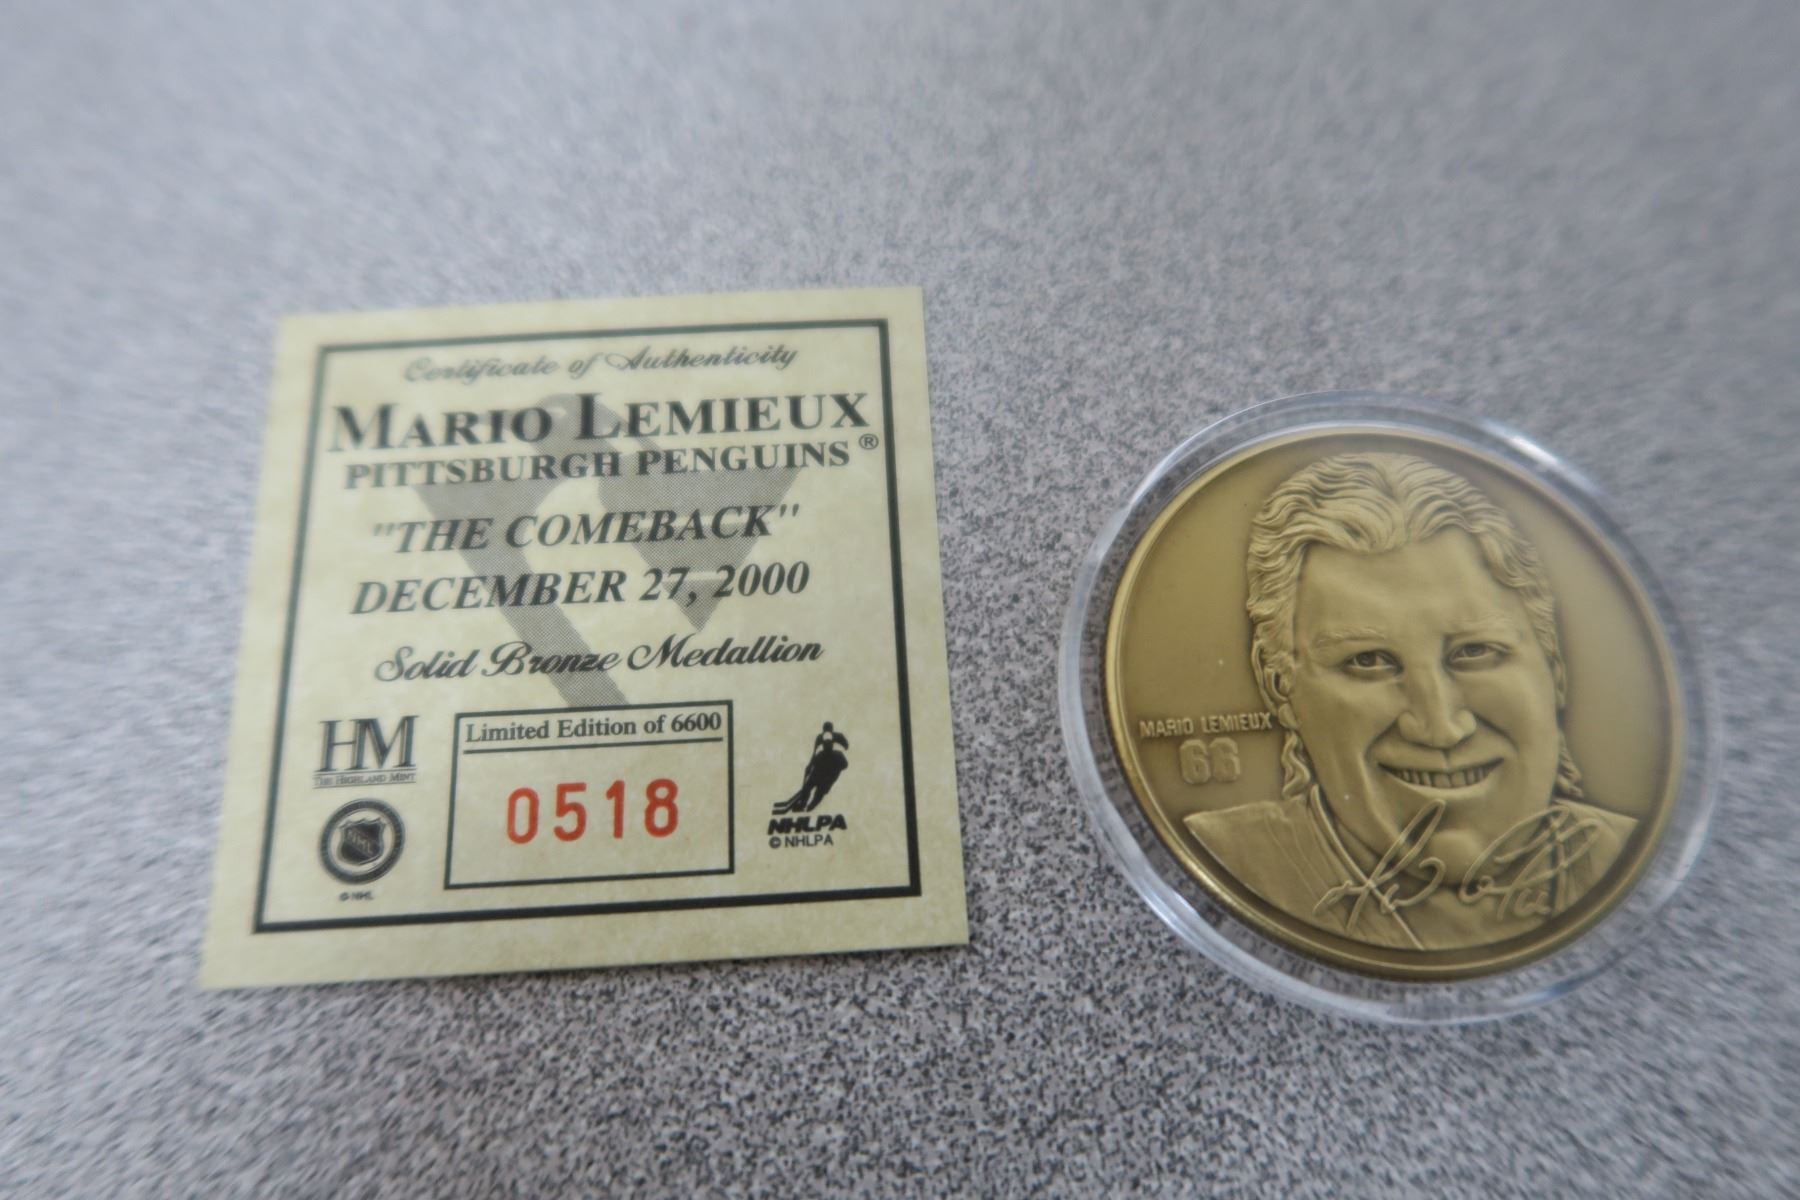 Certificate of Authenticity
MARIO LEMIEUX
PITTSBURGH PENGUINS®
"THE COMEBACK"
DECEMBER 27, 2000
Solid Bronze Medallion
HM
THE HIGHLAND MINT
NHL
© NHL
Limited Edition of 6600
0518
NHLPA
© NHLPA
MARIO LEMIEUX
66